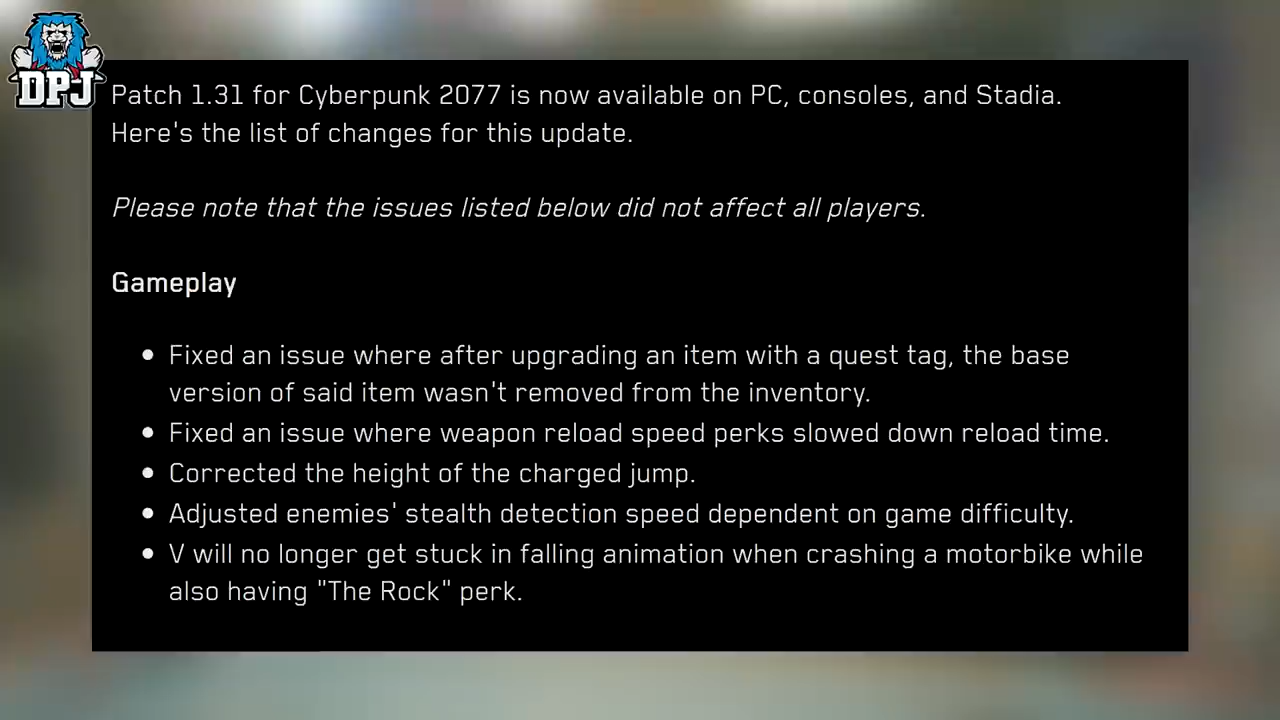 DPJ
Patch 1.31 for Cyberpunk 2077 is now available on PC, consoles, and Stadia.
Here's the list of changes for this update.
Please note that the issues listed below did not affect all players.
Gameplay
• Fixed an issue where after upgrading an item with a quest tag, the base
version of said item wasn't removed from the inventory.
• Fixed an issue where weapon reload speed perks slowed down reload time.
• Corrected the height of the charged jump.
• Adjusted enemies' stealth detection speed dependent on game difficulty.
• V will no longer get stuck in falling animation when crashing a motorbike while
also having "The Rock" perk.